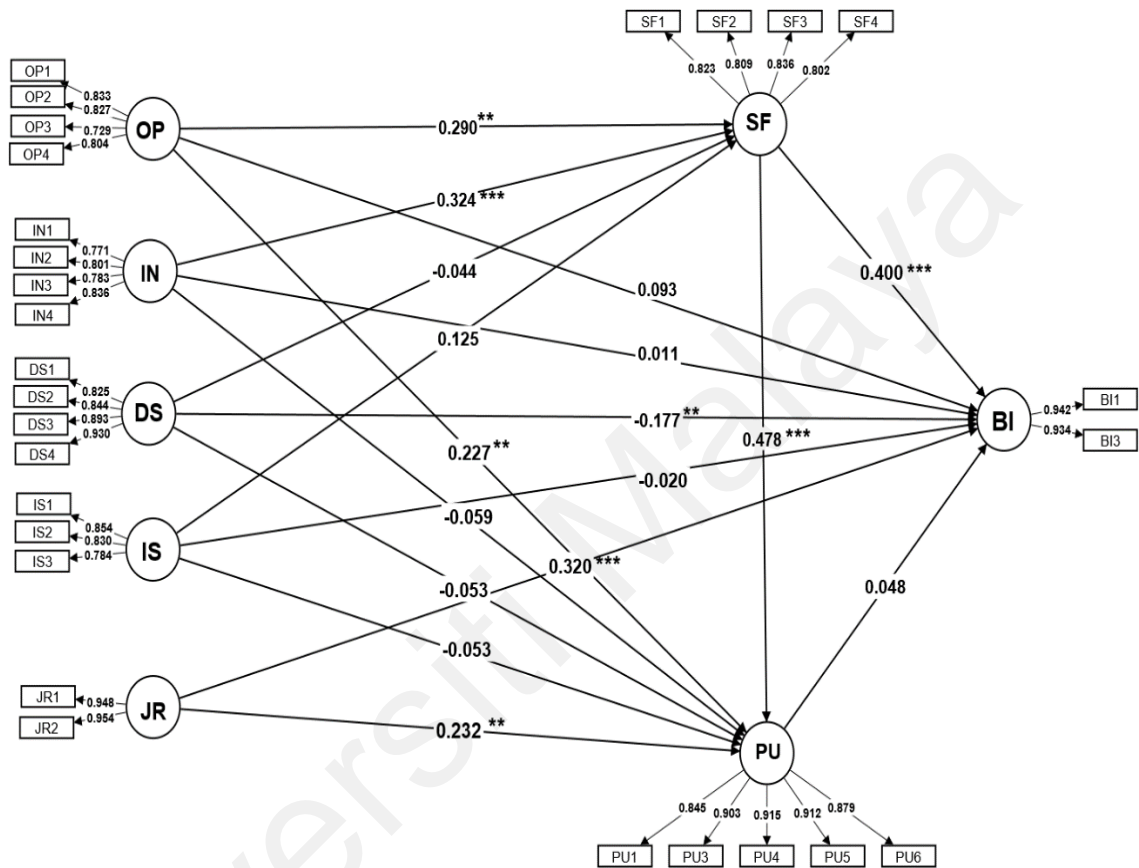 SF1 SF2 SF3 SF4
0.823 0.809 0.836 0.802
SF
OP1
OP2
OP3
OP4
0.833
0.827
0.729
0.804
OP
0.290 **
IN1
IN2
IN3
IN4
0.771
0.801
0.783
0.836
IN
0.324 ***
-0.044
0.125
0.093
0.400 ***
0.011
DS1
DS2
DS3
DS4
0.825
0.844
0.893
0.930
DS
-0.177 **
0.478 ***
BI
0.942
0.934
BI1
BI3
0.227 **
-0.020
IS1
IS2
IS3
0.854
0.830
0.784
IS
-0.059
0.320 ***
-0.053
-0.053
0.048
JR1
JR2
0.948
0.954
JR
0.232 **
PU
0.845 0.903 0.915 0.912 0.879
PU1 PU3 PU4 PU5 PU6
versiti Malaya